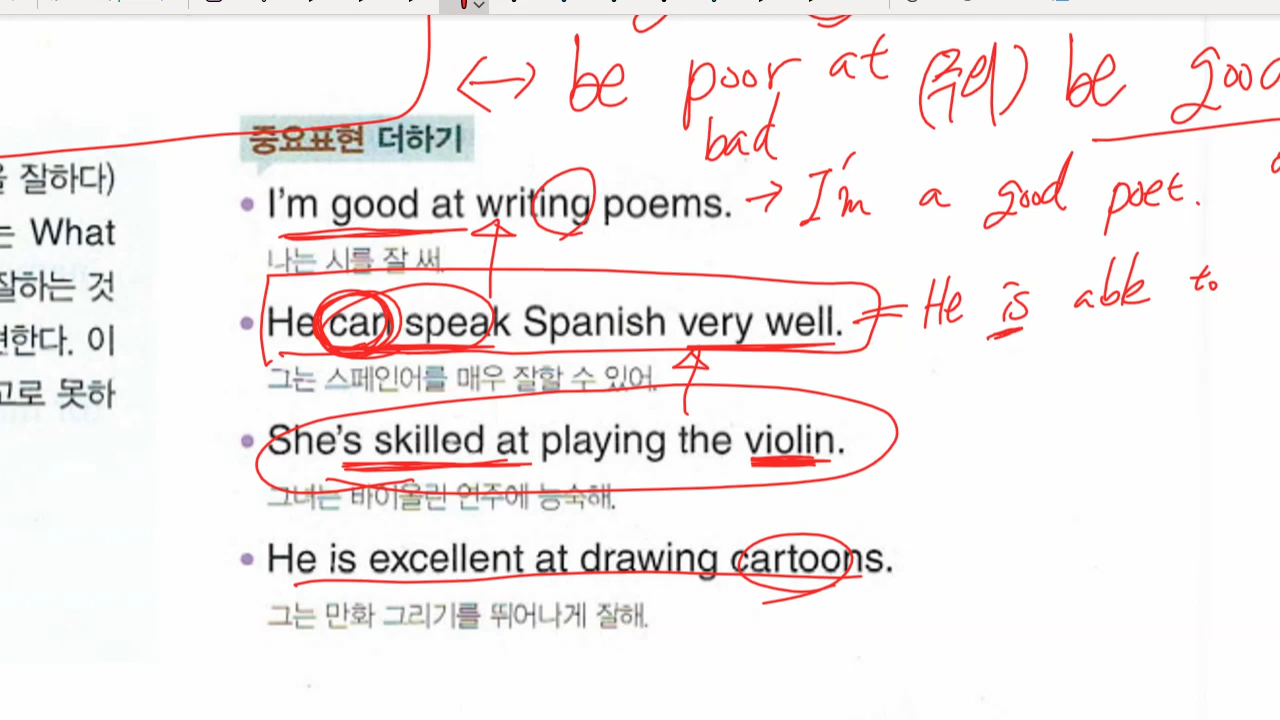 ↔ be poor at (주어) be good
bad
을 잘하다)
는 What
잘하는 것
현한다. 이
고로 못하
중요표현 더하기
• I'm good at writing poems. → I'm a good poet.
나는 시를 잘 써.
• He can speak Spanish very well. = He is able to
그는 스페인어를 매우 잘할 수 있어.
• She's skilled at playing the violin.
그녀는 바이올린 연주에 능숙해.
• He is excellent at drawing cartoons.
그는 만화 그리기를 뛰어나게 잘해.